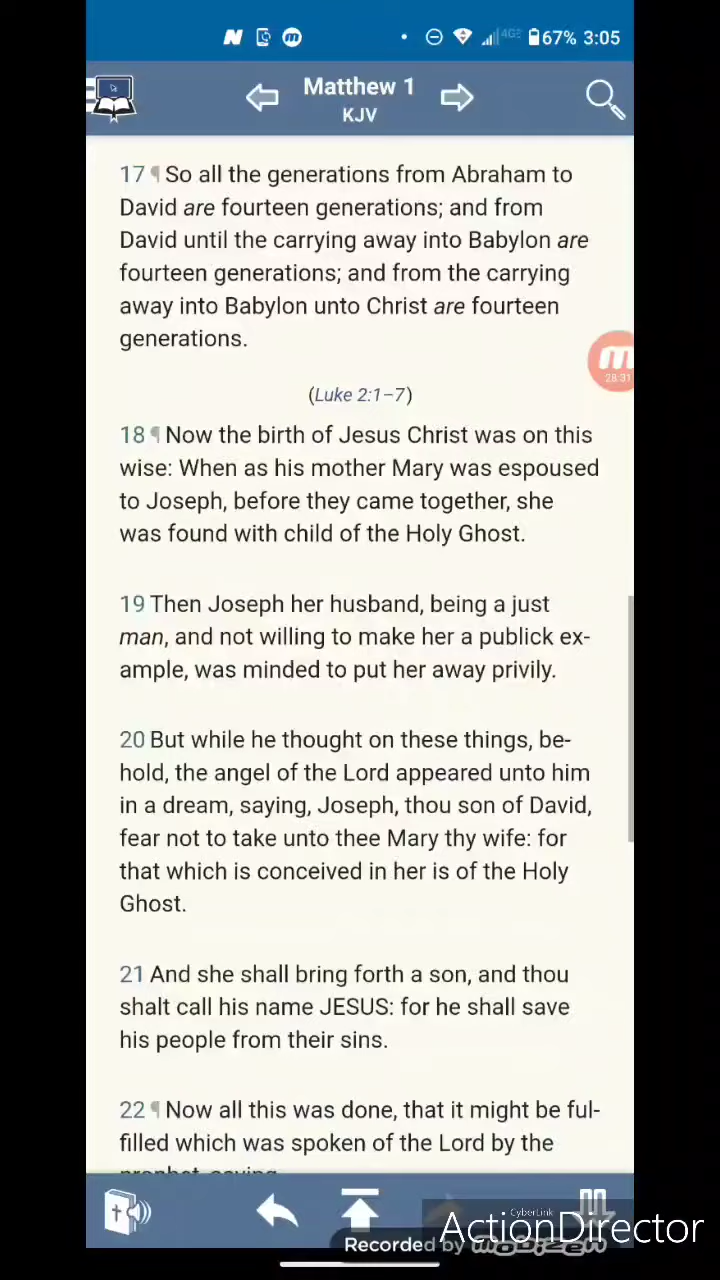 67% 3:05
Matthew 1
KJV
17 ¶ So all the generations from Abraham to
David are fourteen generations; and from
David until the carrying away into Babylon are
fourteen generations; and from the carrying
away into Babylon unto Christ are fourteen
generations.
(Luke 2:1–7)
28:31
18 ¶ Now the birth of Jesus Christ was on this
wise: When as his mother Mary was espoused
to Joseph, before they came together, she
was found with child of the Holy Ghost.
19 Then Joseph her husband, being a just
man, and not willing to make her a publick ex-
ample, was minded to put her away privily.
20 But while he thought on these things, be-
hold, the angel of the Lord appeared unto him
in a dream, saying, Joseph, thou son of David,
fear not to take unto thee Mary thy wife: for
that which is conceived in her is of the Holy
Ghost.
21 And she shall bring forth a son, and thou
shalt call his name JESUS: for he shall save
his people from their sins.
22 ¶ Now all this was done, that it might be ful-
filled which was spoken of the Lord by the
prophet, saying,
CyberLink
ActionDirector
Recorded by mobizen